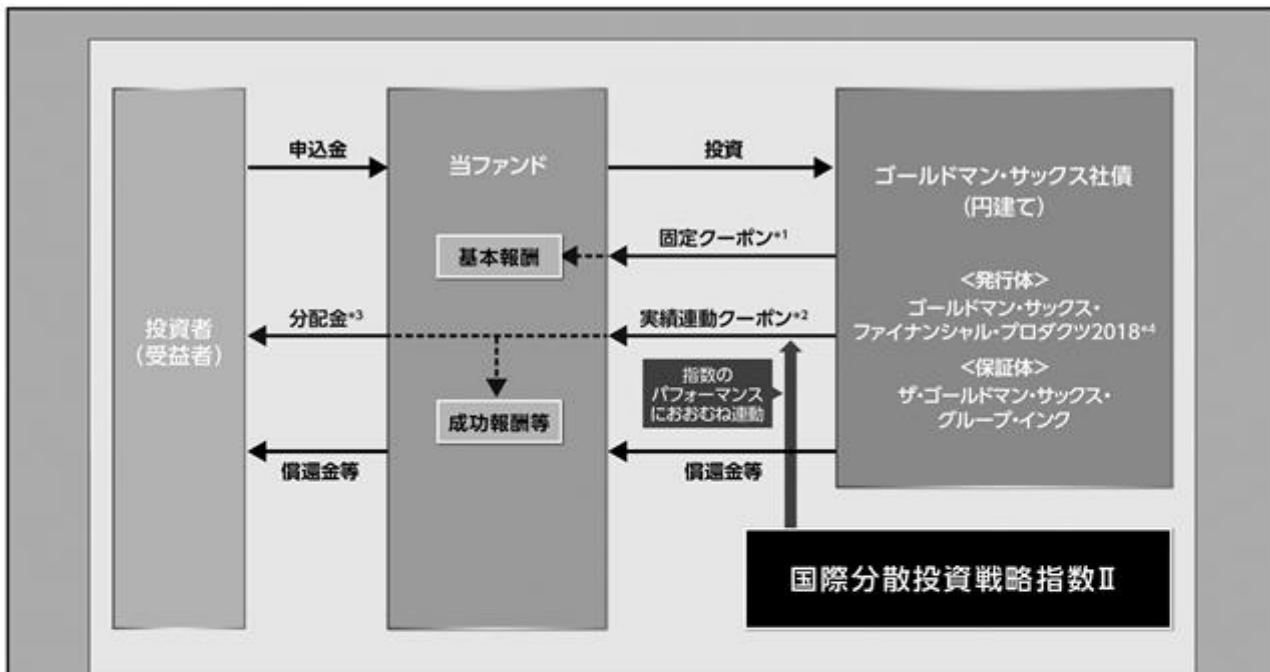 申込金
当ファンド
投資
ゴールドマン・サックス社債
(円建て)
基本報酬
固定クーポン*1
<発行体>
ゴールドマン・サックス・
ファイナンシャル・プロダクツ2018*4
投資者
(受益者)
分配金*3
実績連動クーポン*2
指数の
パフォーマンス
におおむね連動
<保証体>
ザ・ゴールドマン・サックス・
グループ・インク
成功報酬等
償還金等
償還金等
国際分散投資戦略指数Ⅱ